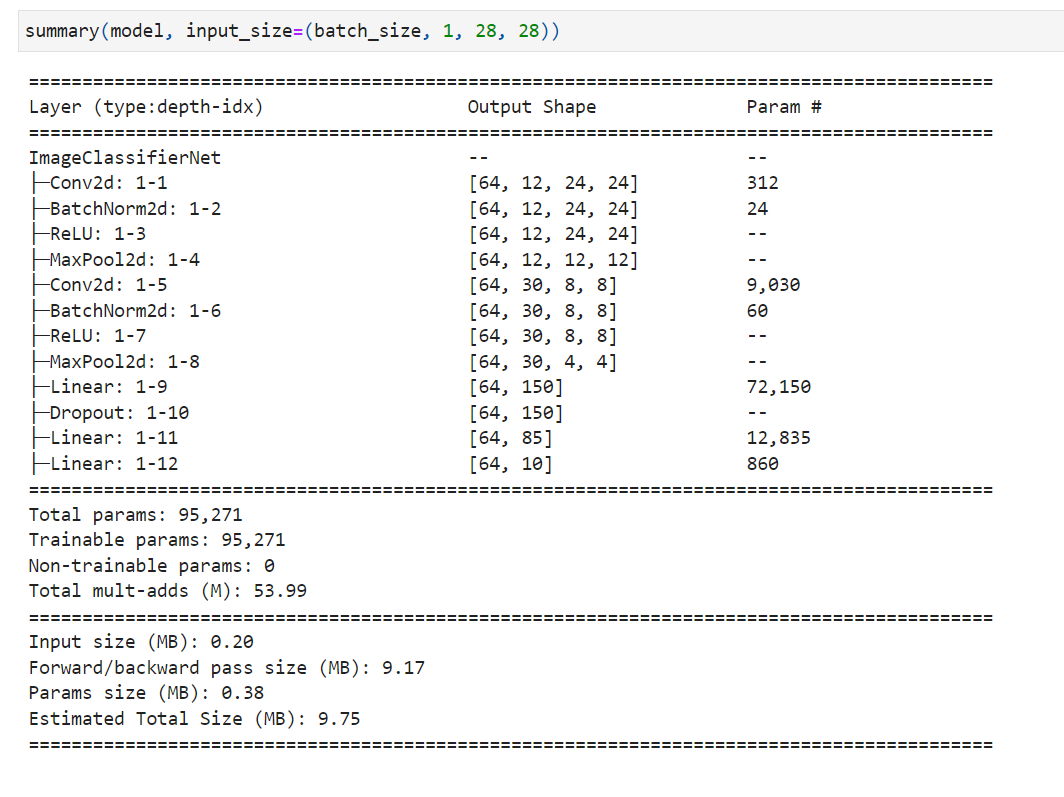 summary(model, input_size=(batch_size, 1, 28, 28))
==========================================================================================
Layer (type:depth-idx)                   Output Shape              Param #
==========================================================================================
ImageClassifierNet                       --                        --
├─Conv2d: 1-1                            [64, 12, 24, 24]          312
├─BatchNorm2d: 1-2                       [64, 12, 24, 24]          24
├─ReLU: 1-3                              [64, 12, 24, 24]          --
├─MaxPool2d: 1-4                         [64, 12, 12, 12]          --
├─Conv2d: 1-5                            [64, 30, 8, 8]            9,030
├─BatchNorm2d: 1-6                       [64, 30, 8, 8]            60
├─ReLU: 1-7                              [64, 30, 8, 8]            --
├─MaxPool2d: 1-8                         [64, 30, 4, 4]            --
├─Linear: 1-9                            [64, 150]                 72,150
├─Dropout: 1-10                          [64, 150]                 --
├─Linear: 1-11                           [64, 85]                  12,835
├─Linear: 1-12                           [64, 10]                  860
==========================================================================================
Total params: 95,271
Trainable params: 95,271
Non-trainable params: 0
Total mult-adds (M): 53.99
==========================================================================================
Input size (MB): 0.20
Forward/backward pass size (MB): 9.17
Params size (MB): 0.38
Estimated Total Size (MB): 9.75
==========================================================================================